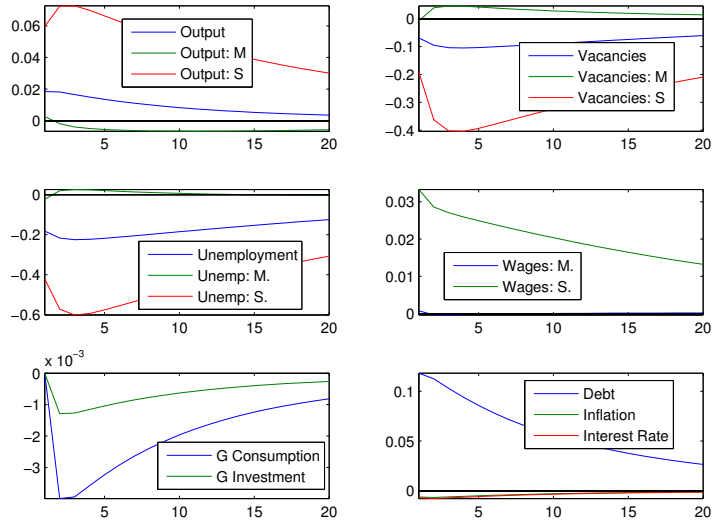 0.06
0.04
0.02
0
5
10
15
20
Output
Output: M
Output: S
0
−0.1
−0.2
−0.3
−0.4
5
10
15
20
Vacancies
Vacancies: M
Vacancies: S
0
−0.2
−0.4
−0.6
5
10
15
20
Unemployment
Unemp: M.
Unemp: S.
0.03
0.02
0.01
0
5
10
15
20
Wages: M.
Wages: S.
x 10⁻³
0
−1
−2
−3
5
10
15
20
G Consumption
G Investment
0.1
0.05
0
5
10
15
20
Debt
Inflation
Interest Rate